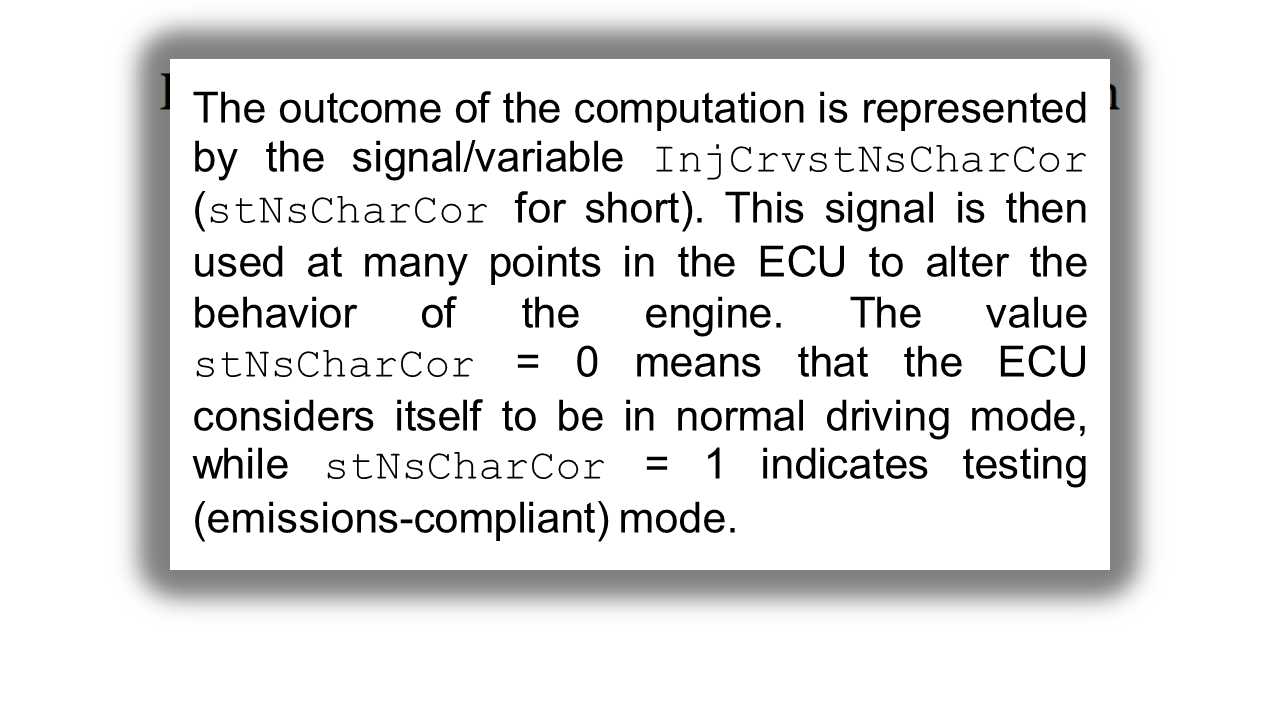 The outcome of the computation is represented
by the signal/variable InjCrvstNsCharCor
(stNsCharCor for short). This signal is then
used at many points in the ECU to alter the
behavior of the engine. The value
stNsCharCor = 0 means that the ECU
considers itself to be in normal driving mode,
while stNsCharCor = 1 indicates testing
(emissions-compliant) mode.